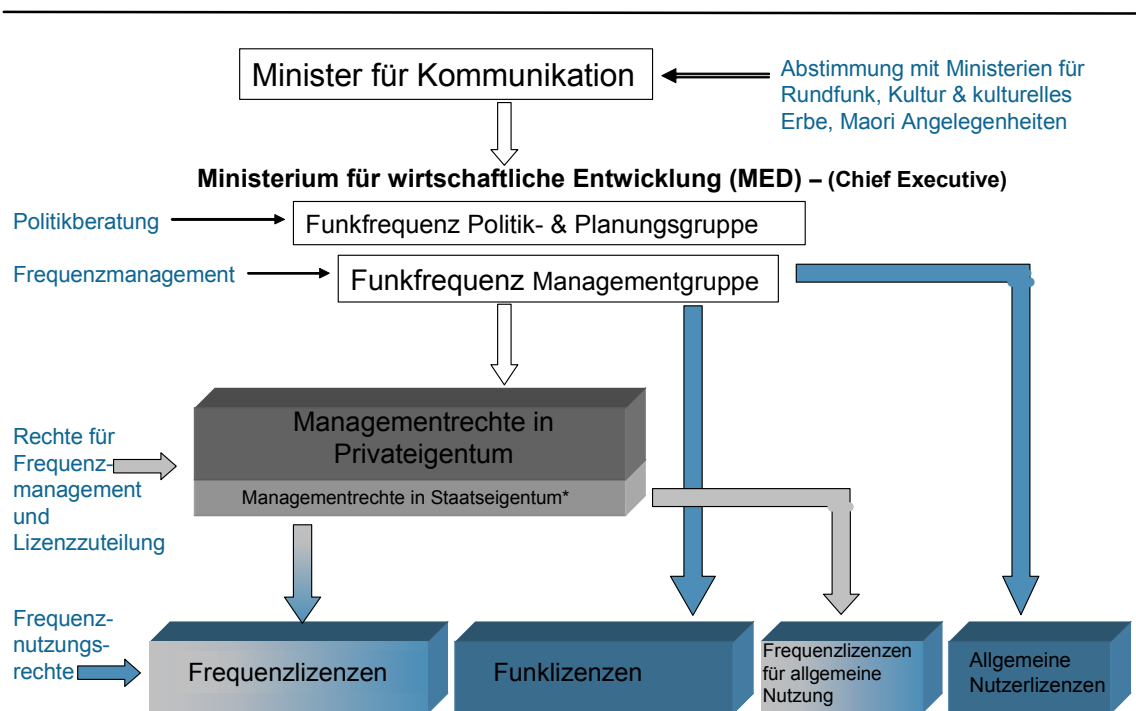 Minister für Kommunikation
Abstimmung mit Ministerien für
Rundfunk, Kultur & kulturelles
Erbe, Maori Angelegenheiten
Ministerium für wirtschaftliche Entwicklung (MED) – (Chief Executive)
Politikberatung
Funkfrequenz Politik- & Planungsgruppe
Frequenzmanagement
Funkfrequenz Managementgruppe
Managementrechte in
Privateigentum
Managementrechte in Staatseigentum*
Rechte für
Frequenz-
management
und
Lizenzzuteilung
Frequenz-
nutzungs-
rechte
Frequenzlizenzen
Funklizenzen
Frequenzlizenzen
für allgemeine
Nutzung
Allgemeine
Nutzerlizenzen